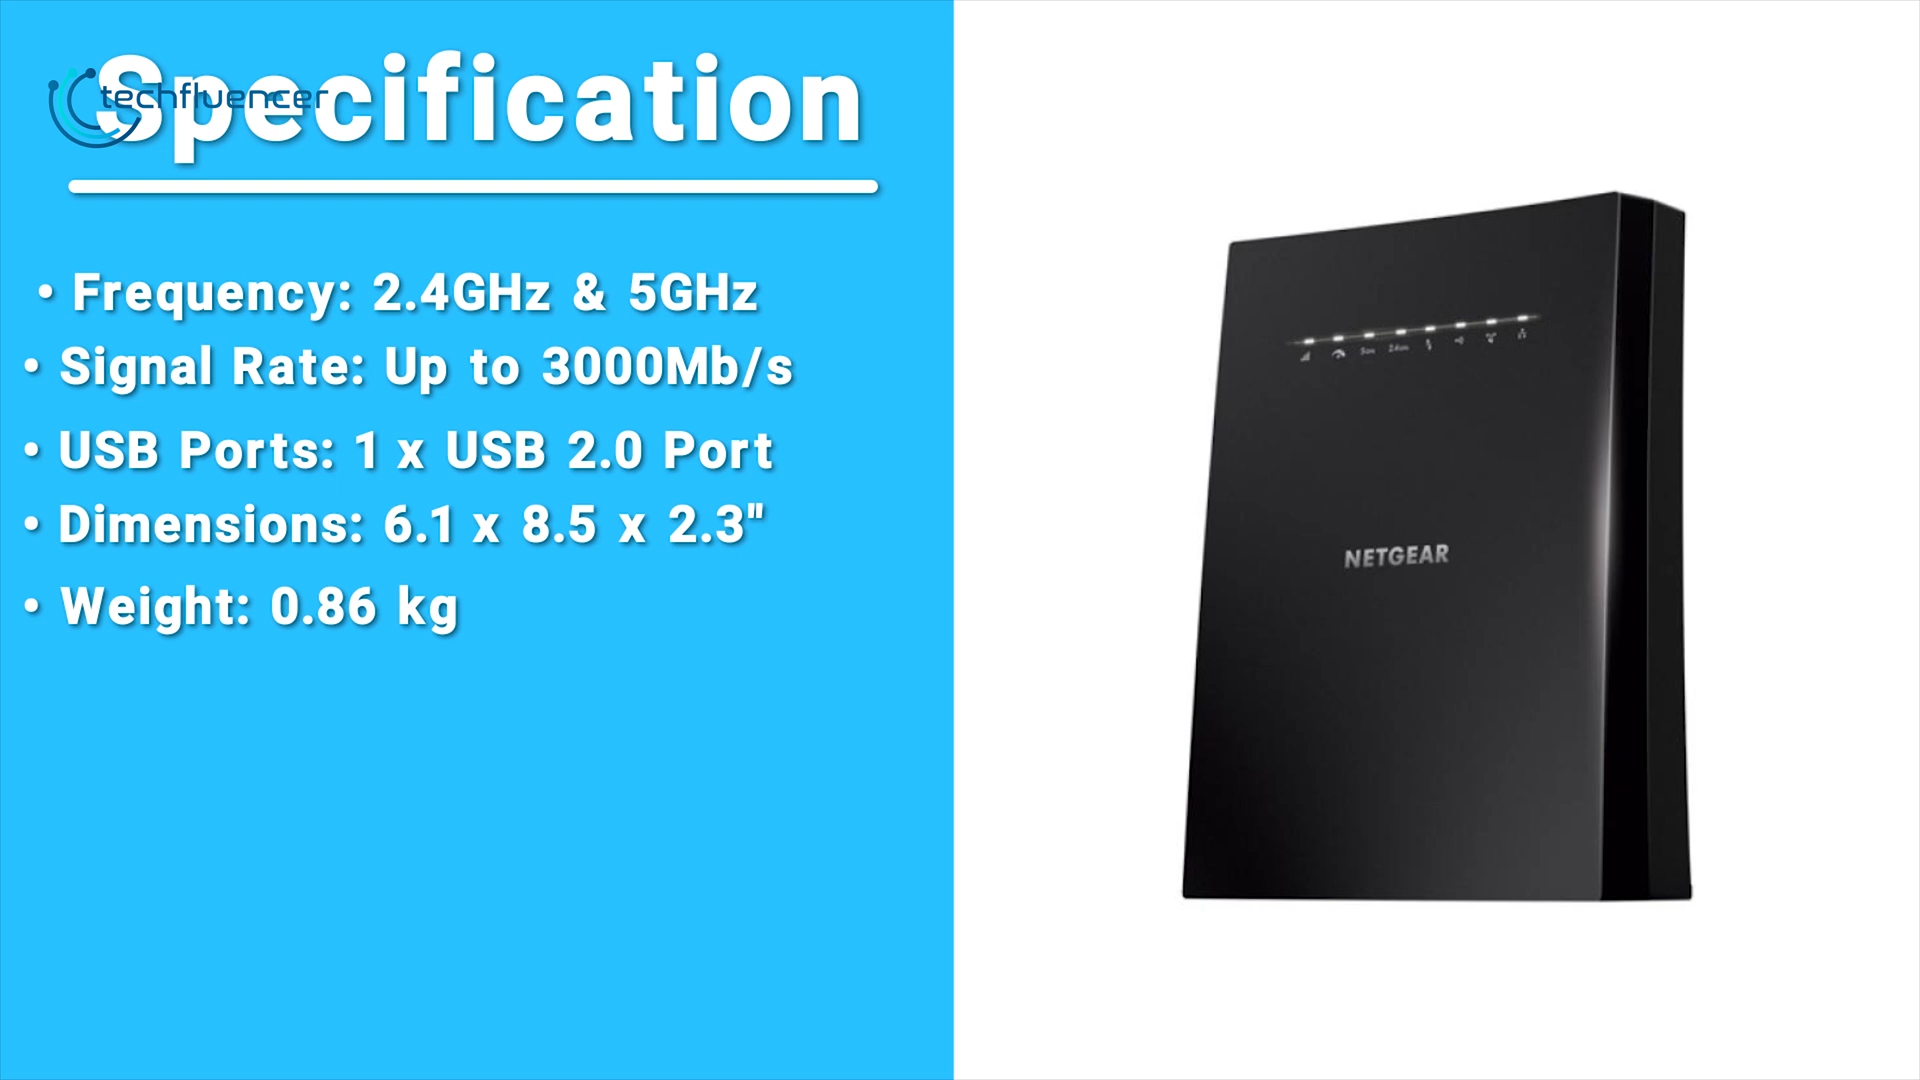 Specification
techfluencer
• Frequency: 2.4GHz & 5GHz
• Signal Rate: Up to 3000Mb/s
• USB Ports: 1 x USB 2.0 Port
• Dimensions: 6.1 x 8.5 x 2.3"
• Weight: 0.86 kg
NETGEAR